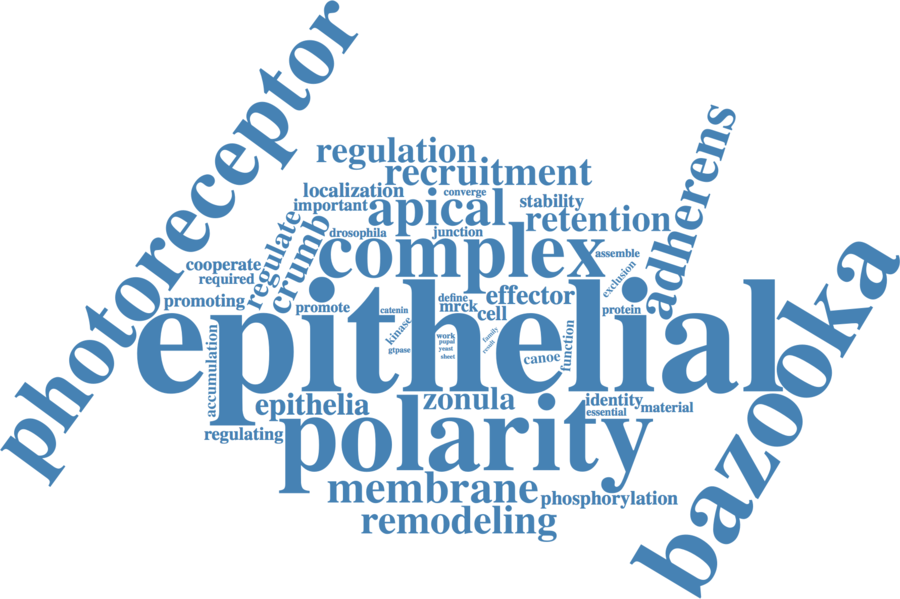 photoreceptor
regulation
recruitment
adherens
localization
converge
important
apical
stability
retention
regulate
crumb
drosophila
junction
complex
assemble
bazooka
cooperate
required
exclusion
promoting
promote
catenin
define
effector
mrck
cell
protein
epithelial
kinase
gtpase
work
pupal
yeast
sheet
family
result
canoe
function
accumulation
epithelia
zonula
identity
essential
material
regulating
polarity
membrane
phosphorylation
remodeling